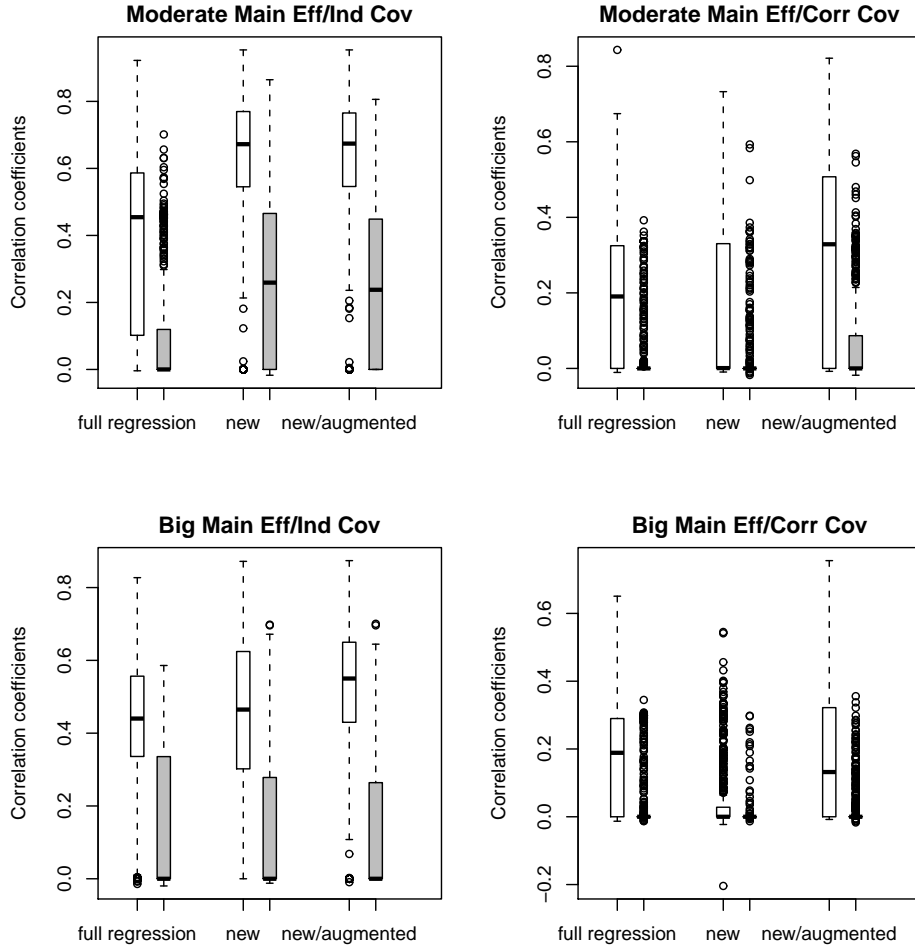 Moderate Main Eff/Ind Cov
Correlation coefficients
0.8
0.6
0.4
0.2
0.0
full regression new new/augmented
Moderate Main Eff/Corr Cov
Correlation coefficients
0.8
0.6
0.4
0.2
0.0
full regression new new/augmented
Big Main Eff/Ind Cov
Correlation coefficients
0.8
0.6
0.4
0.2
0.0
full regression new new/augmented
Big Main Eff/Corr Cov
Correlation coefficients
0.6
0.4
0.2
0.0
−0.2
full regression new new/augmented